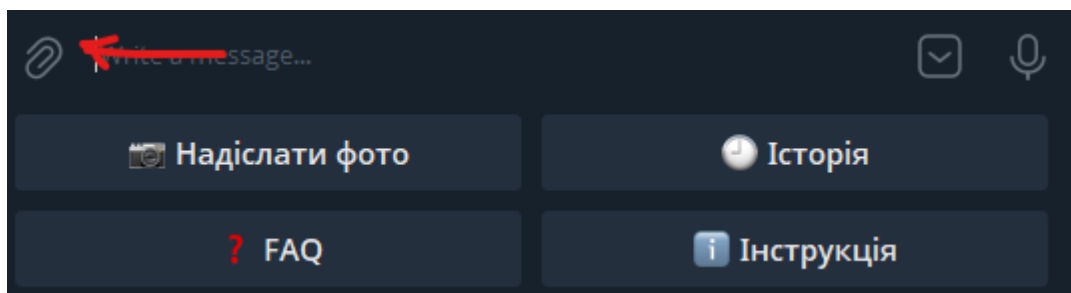 Write a message...
📷 Надіслати фото
🕘 Історія
❓ FAQ
ℹ️ Інструкція